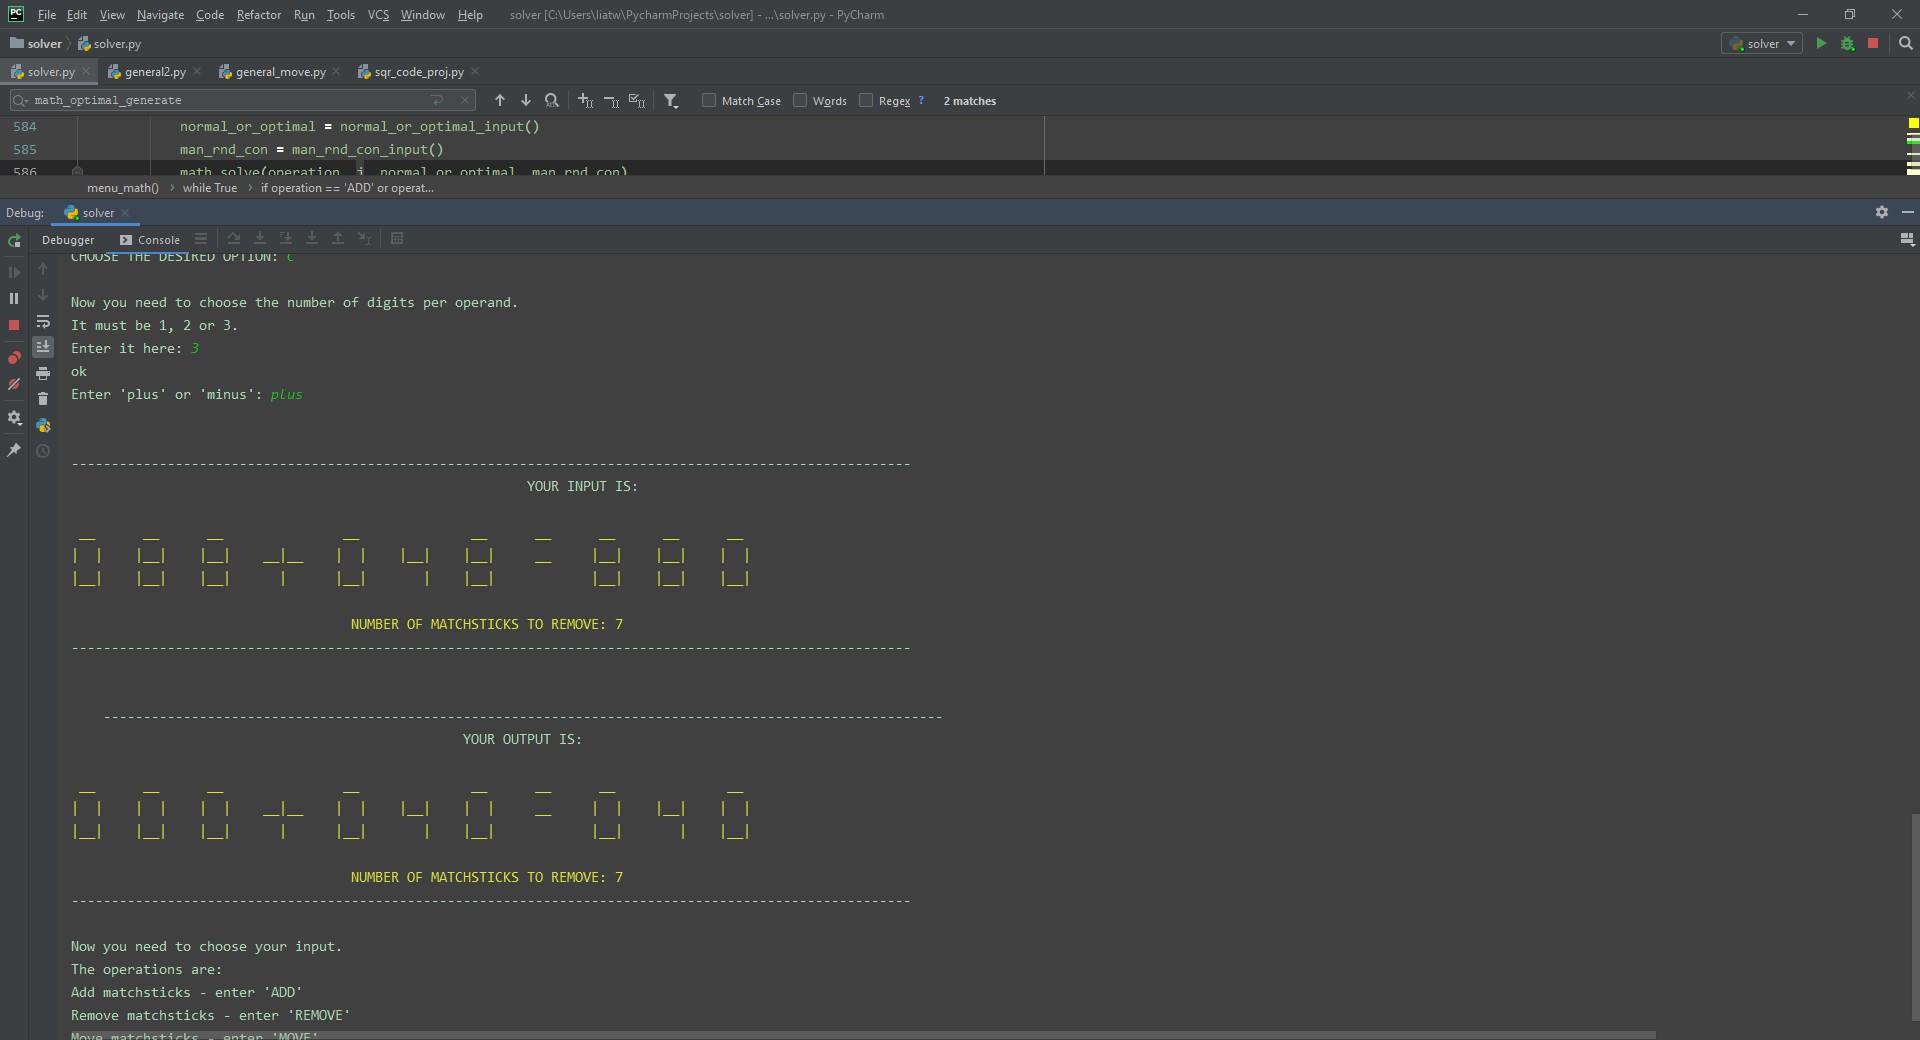 PC File Edit View Navigate Code Refactor Run Tools VCS Window Help solver [C:\Users\liatw\PycharmProjects\solver] - ...\solver.py - PyCharm
solver solver.py solver
solver.py general2.py general_move.py sqr_code_proj.py
math_optimal_generate Match Case Words Regex ? 2 matches
584 normal_or_optimal = normal_or_optimal_input()
585 man_rnd_con = man_rnd_con_input()
586 math_solve(operation, i, normal_or_optimal, man_rnd_con)
menu_math() › while True › if operation == 'ADD' or operat...
Debug: solver
Debugger Console
CHOOSE THE DESIRED OPTION: C
Now you need to choose the number of digits per operand.
It must be 1, 2 or 3.
Enter it here: 3
ok
Enter 'plus' or 'minus': plus
YOUR INPUT IS:
088 + 048 = 880
NUMBER OF MATCHSTICKS TO REMOVE: 7
YOUR OUTPUT IS:
000 + 040 = 040
NUMBER OF MATCHSTICKS TO REMOVE: 7
Now you need to choose your input.
The operations are:
Add matchsticks - enter 'ADD'
Remove matchsticks - enter 'REMOVE'
Move matchsticks - enter 'MOVE'